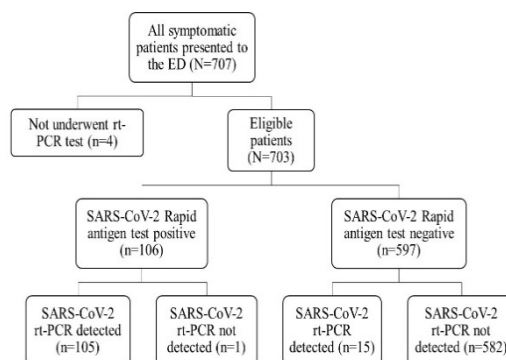 All symptomatic
patients presented to
the ED (N=707)
Not underwent rt-
PCR test (n=4)
Eligible
patients
(N=703)
SARS-CoV-2 Rapid
antigen test positive
(n=106)
SARS-CoV-2 Rapid
antigen test negative
(n=597)
SARS-CoV-2
rt-PCR detected
(n=105)
SARS-CoV-2
rt-PCR not
detected (n=1)
SARS-CoV-2
rt-PCR
detected (n=15)
SARS-CoV-2
rt-PCR not
detected (n=582)